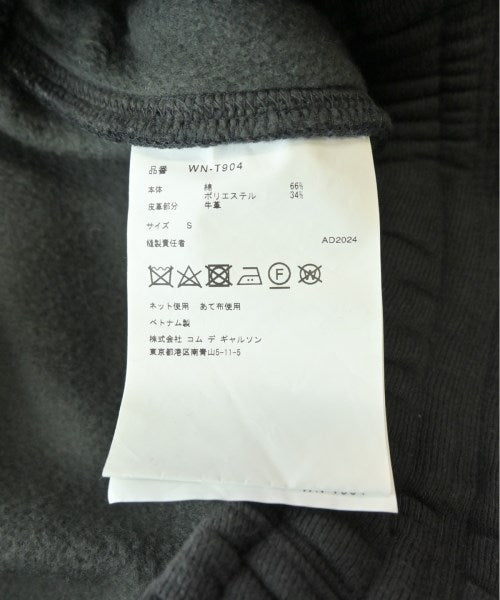 品番 WN-T904
本体 綿 66%
ポリエステル 34%
皮革部分 牛革
サイズ S
縫製責任者 AD2024
F W
ネット使用 あて布使用
ベトナム製
株式会社 コム デ ギャルソン
東京都港区南青山5-11-5